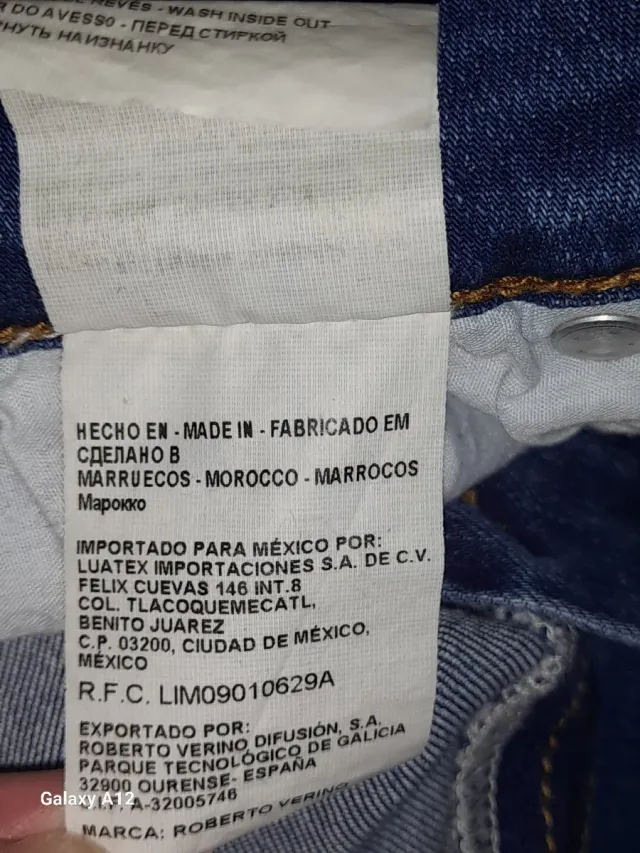 REVÉS - WASH INSIDE OUT
DO AVESSO - ПЕРЕД СТИРКОЙ
НАИЗНАНКУ
HECHO EN - MADE IN - FABRICADO EM
СДЕЛАНО В
MARRUECOS - MOROCCO - MARROCOS
Марокко
IMPORTADO PARA MÉXICO POR:
LUATEX IMPORTACIONES S.A. DE C.V.
FELIX CUEVAS 146 INT.8
COL. TLACOQUEMECATL,
BENITO JUAREZ
C.P. 03200, CIUDAD DE MÉXICO,
MÉXICO
R.F.C. LIM09010629A
EXPORTADO POR:
ROBERTO VERINO DIFUSIÓN, S.A.
PARQUE TECNOLÓGICO DE GALICIA
32900 OURENSE- ESPAÑA
A-32005746
MARCA: ROBERTO VERINO
Galaxy A12